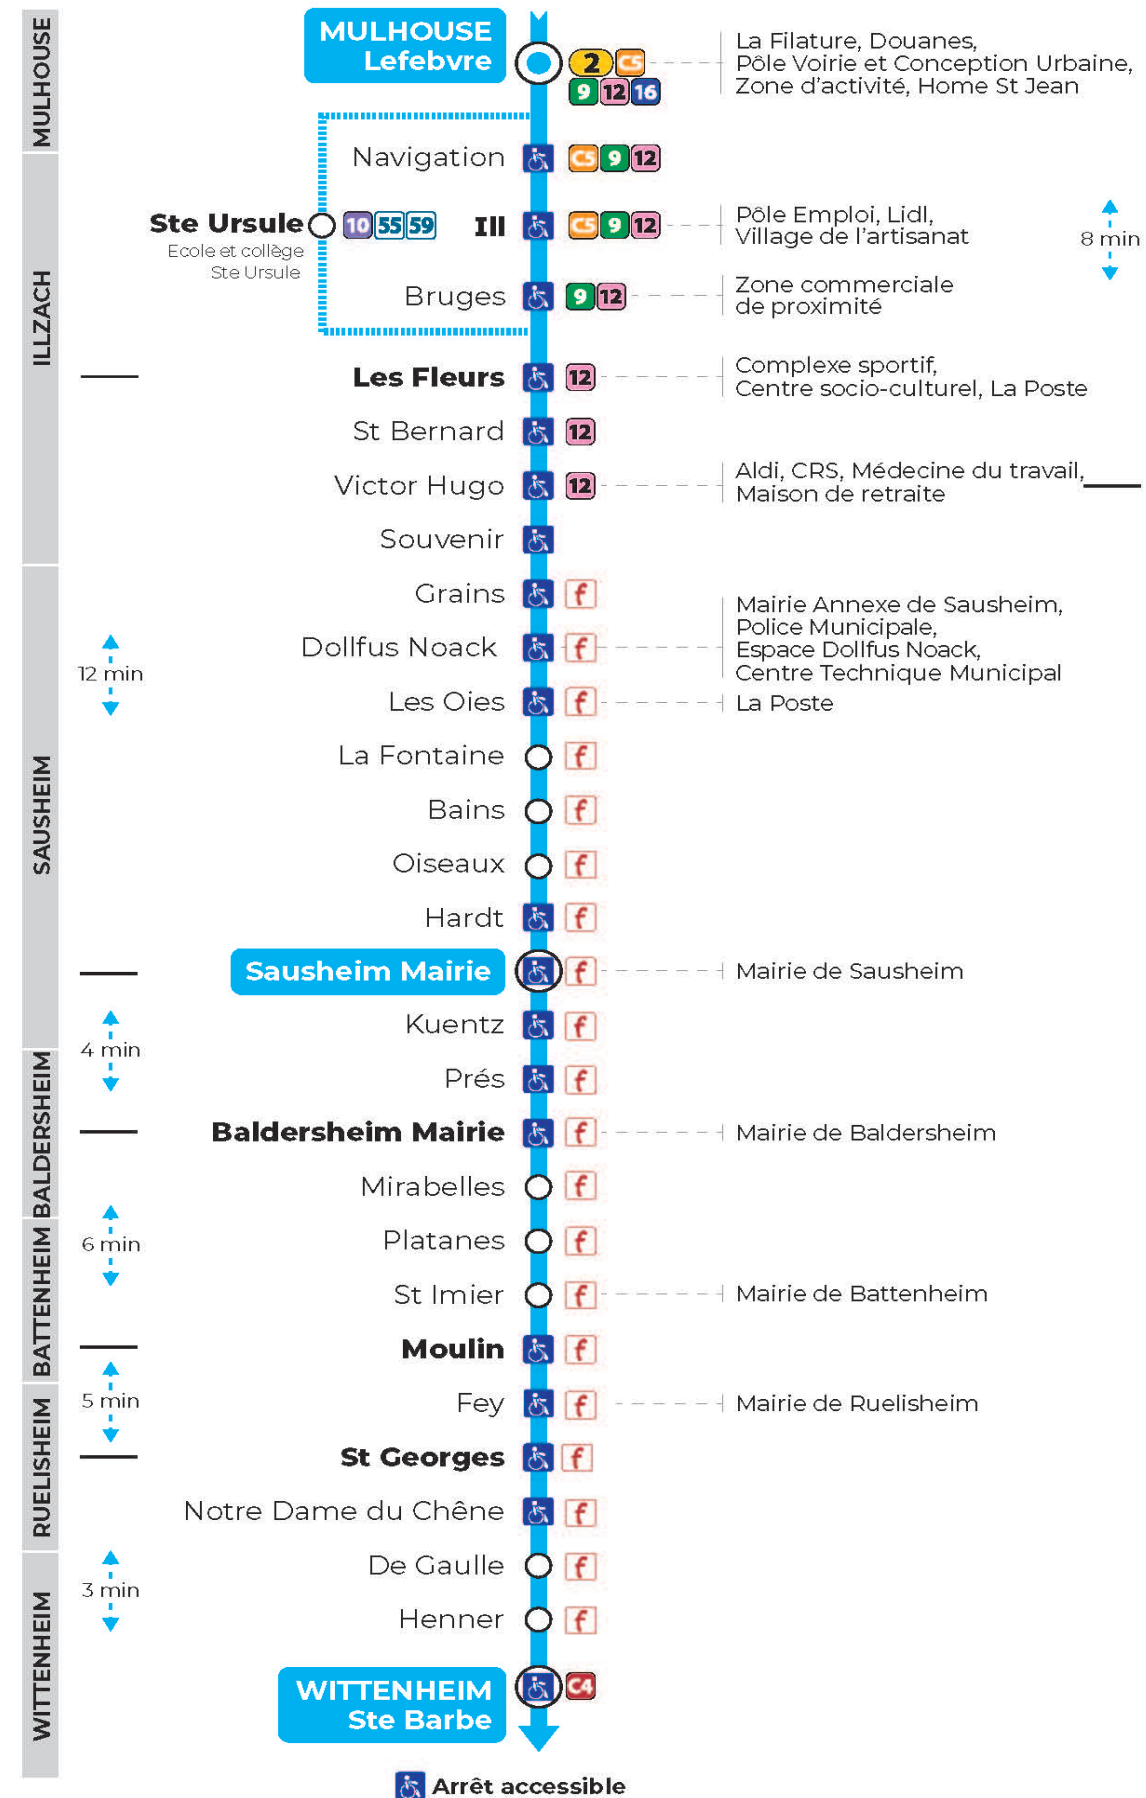 MULHOUSE
MULHOUSE
Lefebvre
2 C5
9 12 16
La Filature, Douanes,
Pôle Voirie et Conception Urbaine,
Zone d'activité, Home St Jean
ILLZACH
Navigation
C5 9 12
Ste Ursule
Ecole et collège
Ste Ursule
10 55 59
Ill
C5 9 12
Pôle Emploi, Lidl,
Village de l'artisanat
8 min
Bruges
9 12
Zone commerciale
de proximité
Les Fleurs
12
Complexe sportif,
Centre socio-culturel, La Poste
St Bernard
12
Victor Hugo
12
Aldi, CRS, Médecine du travail,
Maison de retraite
Souvenir
SAUSHEIM
Grains
f
12 min
Dollfus Noack
f
Mairie Annexe de Sausheim,
Police Municipale,
Espace Dollfus Noack,
Centre Technique Municipal
Les Oies
f
La Poste
La Fontaine
f
Bains
f
Oiseaux
f
Hardt
f
Sausheim Mairie
f
Mairie de Sausheim
Kuentz
f
4 min
BALDERSHEIM
Prés
f
Baldersheim Mairie
f
Mairie de Baldersheim
Mirabelles
f
BATTENHEIM
6 min
Platanes
f
St Imier
f
Mairie de Battenheim
Moulin
f
RUELISHEIM
5 min
Fey
f
Mairie de Ruelisheim
St Georges
f
Notre Dame du Chêne
f
WITTENHEIM
3 min
De Gaulle
f
Henner
f
WITTENHEIM
Ste Barbe
C4
Arrêt accessible